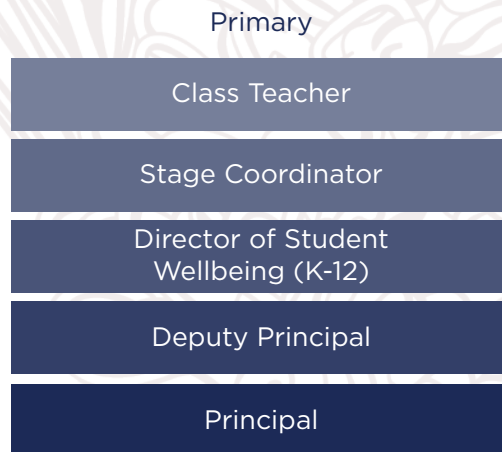 Primary
Class Teacher
Stage Coordinator
Director of Student
Wellbeing (K-12)
Deputy Principal
Principal